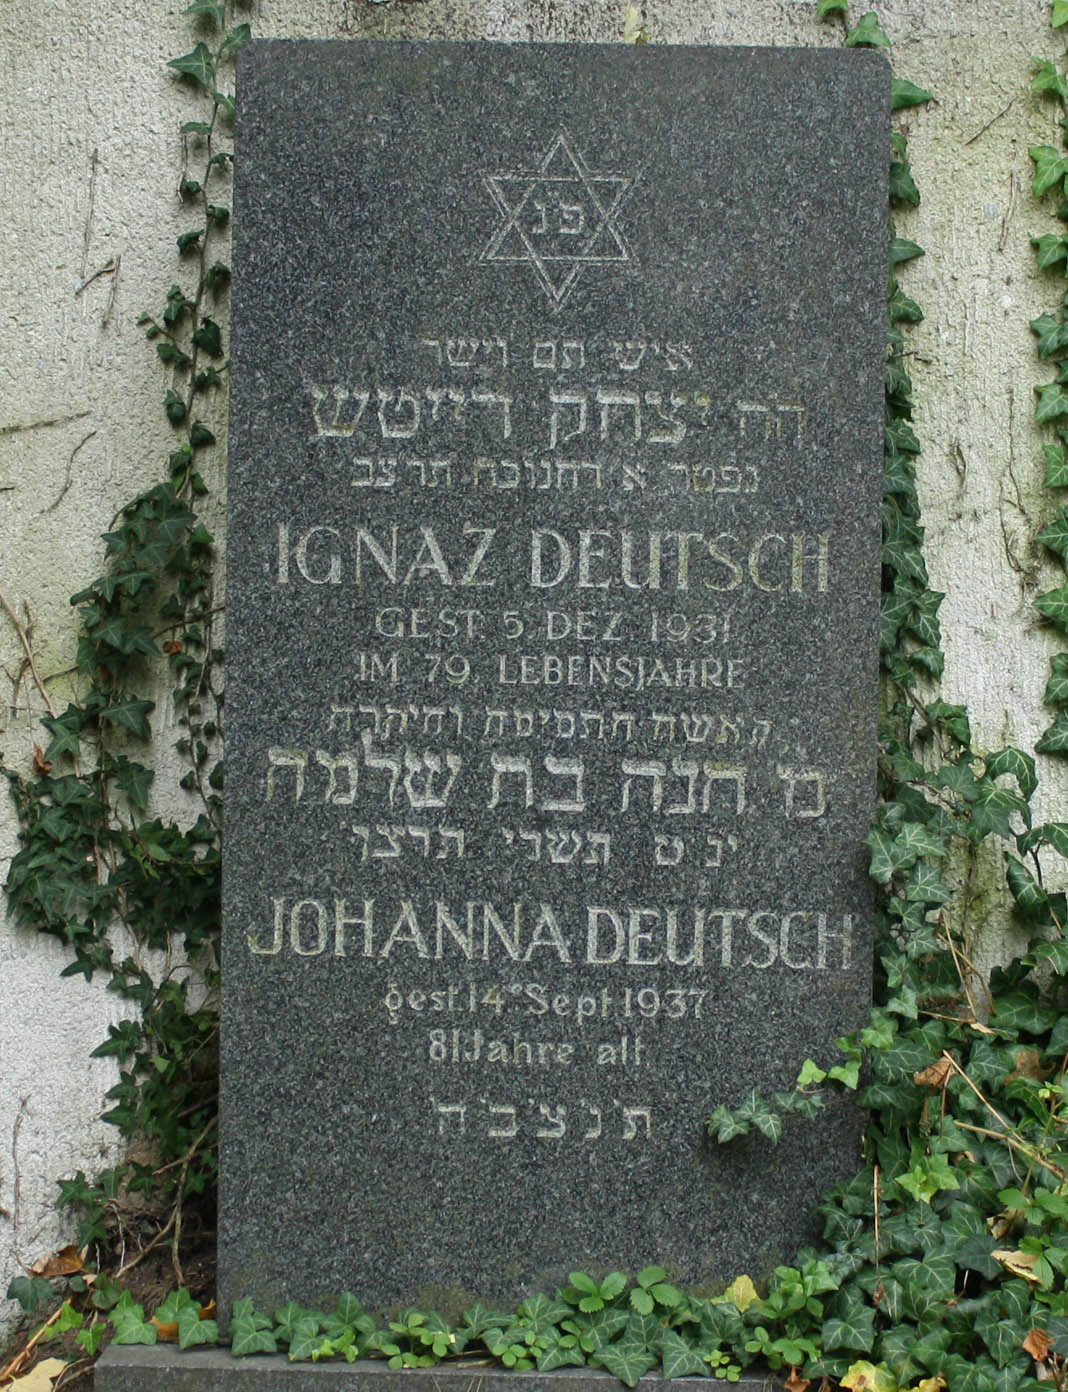 פנ
איש תם וישר
הח' יצחק דייטש
נפטר א' דחנוכה תרצב
IGNAZ DEUTSCH
GEST 5 DEZ 1931
IM 79 LEBENSJAHRE
האשה התמימה והיקרה
מ' חנה בת שלמה
י'ג' ט' תשרי תרצ'ו
JOHANNA DEUTSCH
gest 14. Sept 1937
81 Jahre alt
ת'נ'צ'ב'ה